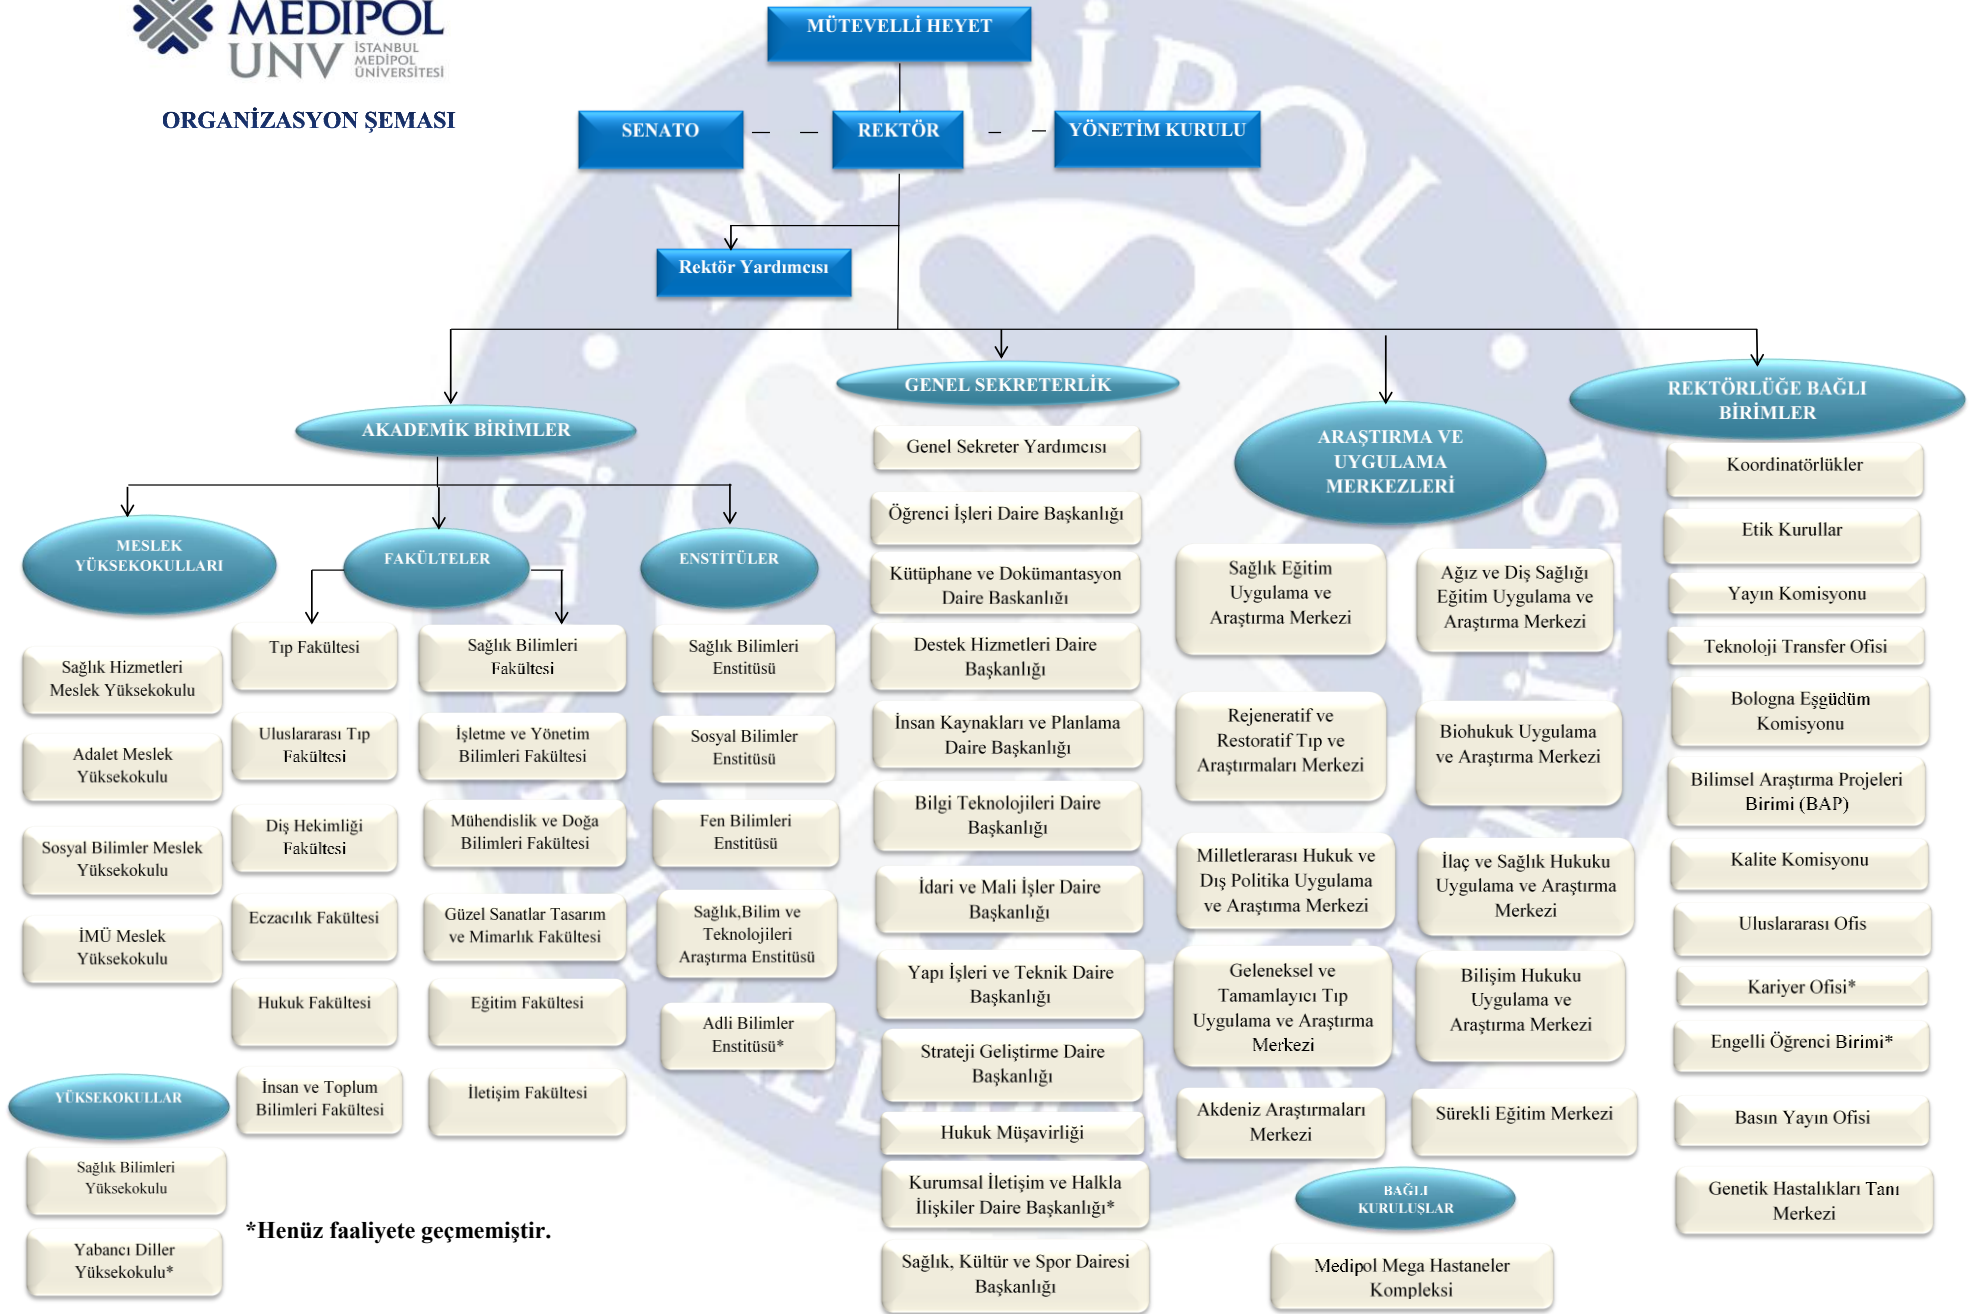 MEDIPOL
UNV
İSTANBUL
MEDİPOL
ÜNİVERSİTESİ
ORGANİZASYON ŞEMASI
MÜTEVELLİ HEYET
SENATO
REKTÖR
YÖNETİM KURULU
Rektör Yardımcısı
AKADEMİK BİRİMLER
MESLEK
YÜKSEKOKULLARI
Sağlık Hizmetleri
Meslek Yüksekokulu
Adalet Meslek
Yüksekokulu
Sosyal Bilimler Meslek
Yüksekokulu
İMÜ Meslek
Yüksekokulu
YÜKSEKOKULLAR
Sağlık Bilimleri
Yüksekokulu
Yabancı Diller
Yüksekokulu*
FAKÜLTELER
Tıp Fakültesi
Uluslararası Tıp
Fakültesi
Diş Hekimliği
Fakültesi
Eczacılık Fakültesi
Hukuk Fakültesi
İnsan ve Toplum
Bilimleri Fakültesi
Sağlık Bilimleri
Fakültesi
İşletme ve Yönetim
Bilimleri Fakültesi
Mühendislik ve Doğa
Bilimleri Fakültesi
Güzel Sanatlar Tasarım
ve Mimarlık Fakültesi
Eğitim Fakültesi
İletişim Fakültesi
ENSTİTÜLER
Sağlık Bilimleri
Enstitüsü
Sosyal Bilimler
Enstitüsü
Fen Bilimleri
Enstitüsü
Sağlık,Bilim ve
Teknolojileri
Araştırma Enstitüsü
Adli Bilimler
Enstitüsü*
*Henüz faaliyete geçmemiştir.
GENEL SEKRETERLİK
Genel Sekreter Yardımcısı
Öğrenci İşleri Daire Başkanlığı
Kütüphane ve Dokümantasyon
Daire Başkanlığı
Destek Hizmetleri Daire
Başkanlığı
İnsan Kaynakları ve Planlama
Daire Başkanlığı
Bilgi Teknolojileri Daire
Başkanlığı
İdari ve Mali İşler Daire
Başkanlığı
Yapı İşleri ve Teknik Daire
Başkanlığı
Strateji Geliştirme Daire
Başkanlığı
Hukuk Müşavirliği
Kurumsal İletişim ve Halkla
İlişkiler Daire Başkanlığı*
Sağlık, Kültür ve Spor Dairesi
Başkanlığı
ARAŞTIRMA VE
UYGULAMA
MERKEZLERİ
Sağlık Eğitim
Uygulama ve
Araştırma Merkezi
Ağız ve Diş Sağlığı
Eğitim Uygulama ve
Araştırma Merkezi
Rejeneratif ve
Restoratif Tıp ve
Araştırmaları Merkezi
Biohukuk Uygulama
ve Araştırma Merkezi
Milletlerarası Hukuk ve
Dış Politika Uygulama
ve Araştırma Merkezi
İlaç ve Sağlık Hukuku
Uygulama ve Araştırma
Merkezi
Geleneksel ve
Tamamlayıcı Tıp
Uygulama ve Araştırma
Merkezi
Bilişim Hukuku
Uygulama ve
Araştırma Merkezi
Akdeniz Araştırmaları
Merkezi
Sürekli Eğitim Merkezi
BAĞLI
KURULUŞLAR
Medipol Mega Hastaneler
Kompleksi
REKTÖRLÜĞE BAĞLI
BİRİMLER
Koordinatörlükler
Etik Kurullar
Yayın Komisyonu
Teknoloji Transfer Ofisi
Bologna Eşgüdüm
Komisyonu
Bilimsel Araştırma Projeleri
Birimi (BAP)
Kalite Komisyonu
Uluslararası Ofis
Kariyer Ofisi*
Engelli Öğrenci Birimi*
Basın Yayın Ofisi
Genetik Hastalıkları Tanı
Merkezi